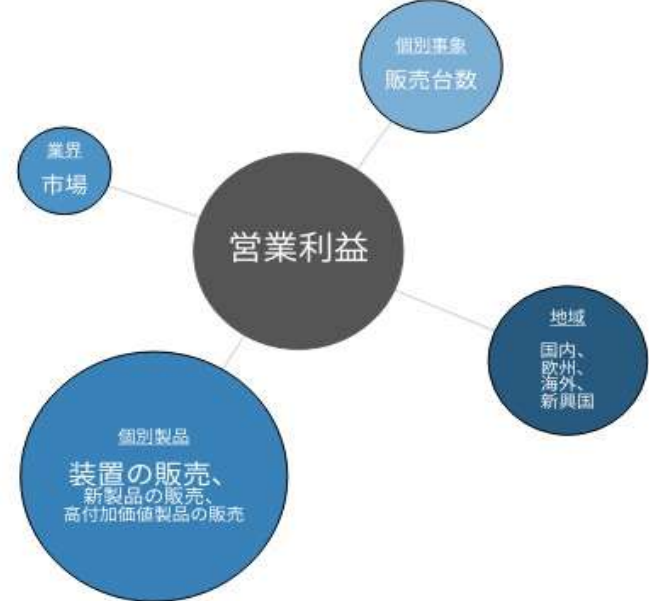 個別事象
販売台数
業界
市場
営業利益
地域
国内、
欧州、
海外、
新興国
個別製品
装置の販売、
新製品の販売、
高付加価値製品の販売